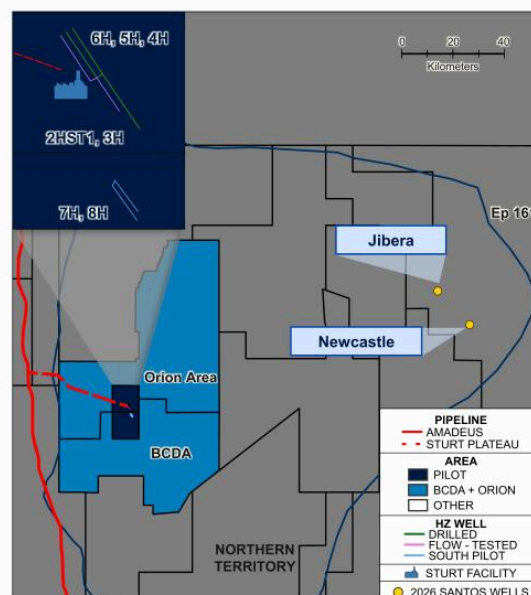 6H, 5H, 4H
2HST1, 3H
7H, 8H
0 20 40
Kilometers
Ep 161
Jibera
Newcastle
Orion Area
BCDA
NORTHERN
TERRITORY
PIPELINE
AMADEUS
STURT PLATEAU
AREA
PILOT
BCDA + ORION
OTHER
HZ WELL
DRILLED
FLOW - TESTED
SOUTH PILOT
STURT FACILITY
2026 SANTOS WELLS